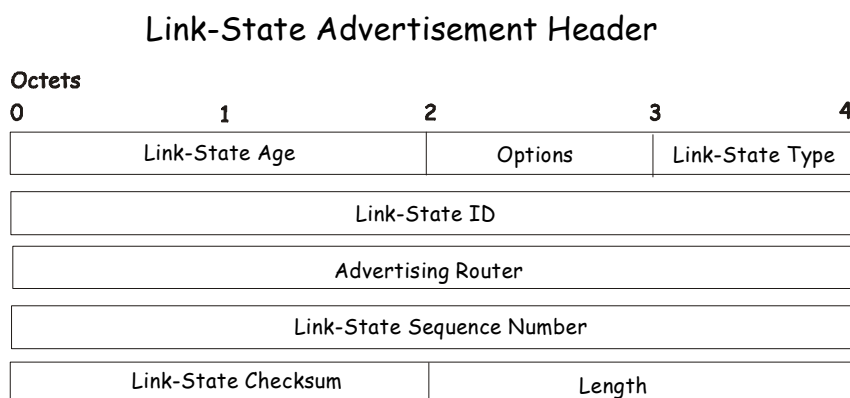 Link-State Advertisement Header
Octets
0 1 2 3 4
Link-State Age Options Link-State Type
Link-State ID
Advertising Router
Link-State Sequence Number
Link-State Checksum Length